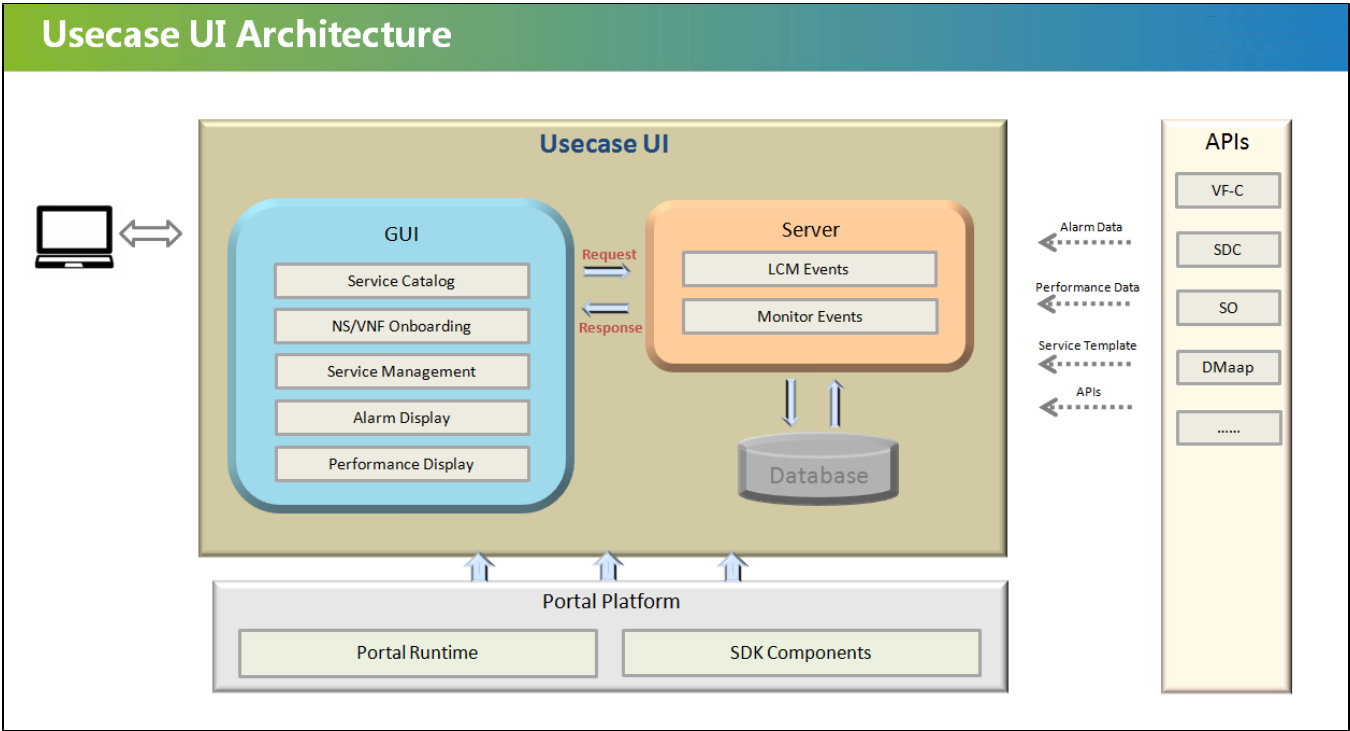 Usecase UI Architecture
Usecase UI
GUI
Service Catalog
NS/VNF Onboarding
Service Management
Alarm Display
Performance Display
Request
Response
Server
LCM Events
Monitor Events
Database
Alarm Data
Performance Data
Service Template
APIs
APIs
VF-C
SDC
SO
DMaap
......
Portal Platform
Portal Runtime
SDK Components